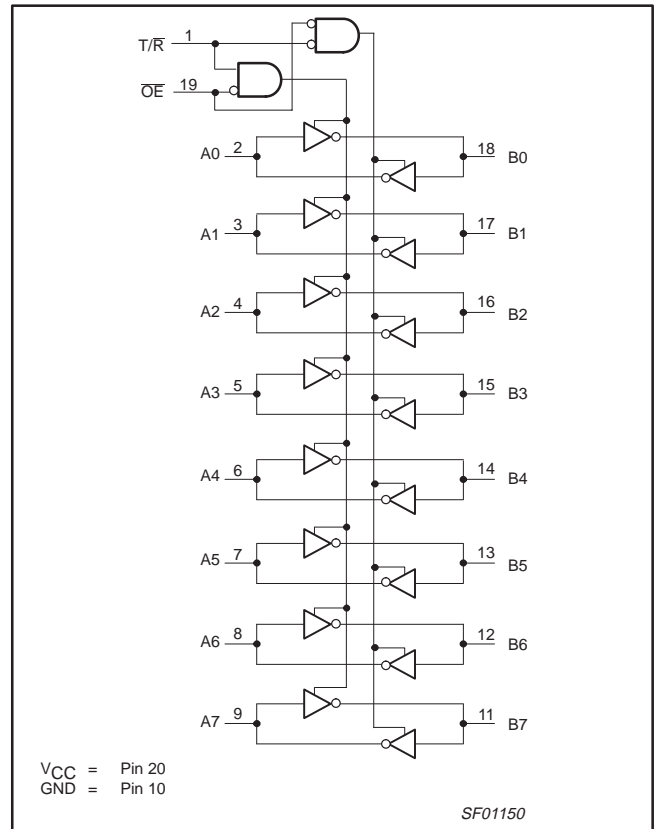 T/R̅ 1
O̅E̅ 19
A0 2 18 B0
A1 3 17 B1
A2 4 16 B2
A3 5 15 B3
A4 6 14 B4
A5 7 13 B5
A6 8 12 B6
A7 9 11 B7
VCC = Pin 20
GND = Pin 10
SF01150